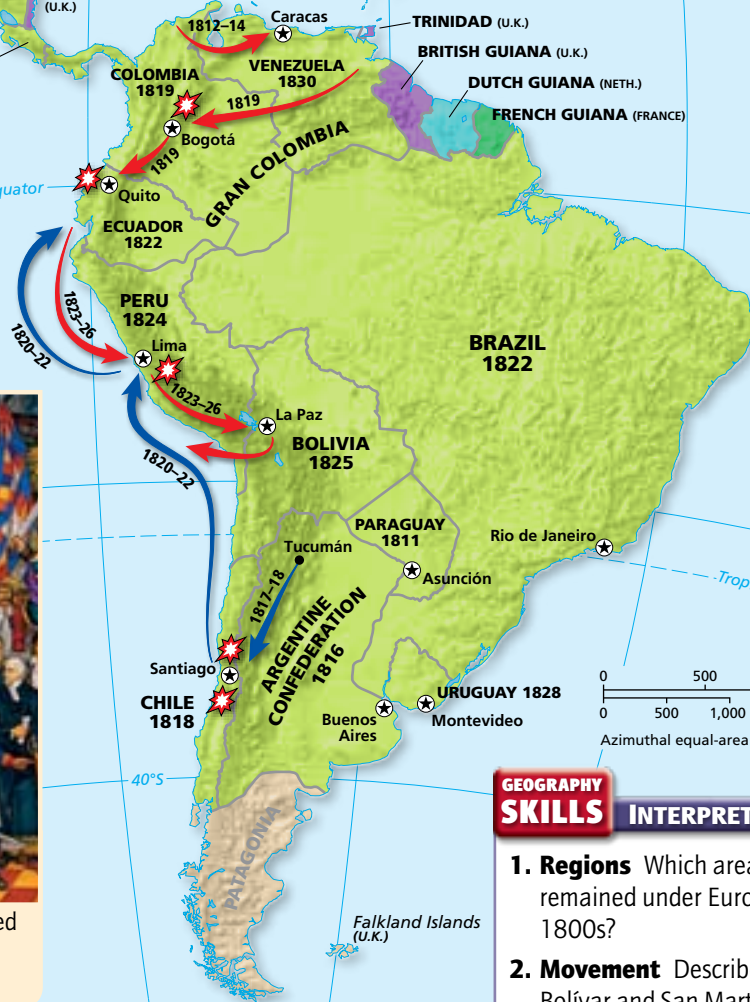 (U.K.)
1812–14
Caracas
TRINIDAD (U.K.)
BRITISH GUIANA (U.K.)
COLOMBIA
1819
VENEZUELA
1830
DUTCH GUIANA (NETH.)
FRENCH GUIANA (FRANCE)
1819
Bogotá
1819
GRAN COLOMBIA
quator
Quito
ECUADOR
1822
PERU
1824
1823–26
1820–22
Lima
BRAZIL
1822
1823–26
La Paz
BOLIVIA
1825
1820–22
PARAGUAY
1811
Rio de Janeiro
Tucumán
Asunción
Trop
1817–18
ARGENTINE
CONFEDERATION
1816
Santiago
CHILE
1818
URUGUAY 1828
Buenos
Aires
Montevideo
0 500
0 500 1,000
Azimuthal equal-area
40°S
PATAGONIA
Falkland Islands
(U.K.)
ed
GEOGRAPHY
SKILLS INTERPRET
1. Regions Which area
remained under Euro
1800s?
2. Movement Describ
Bolívar and San Mart